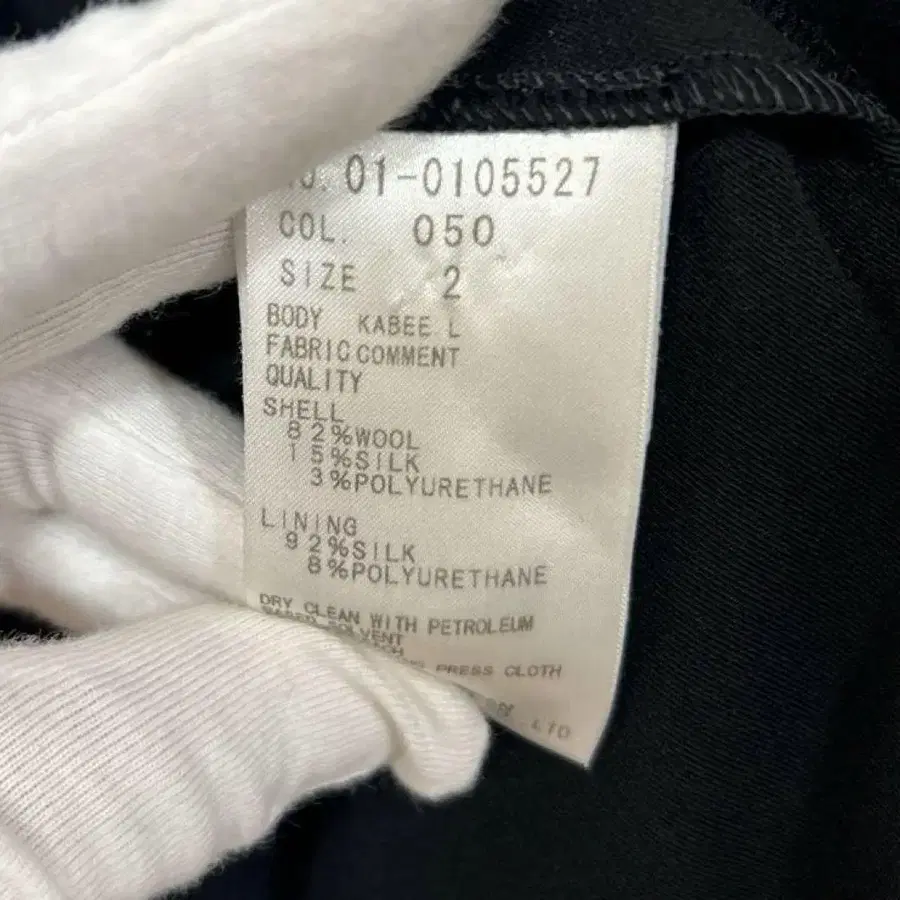 01-0105527
COL. 050
SIZE 2
BODY KABEE L
FABRIC COMMENT
QUALITY
SHELL
82%WOOL
15%SILK
3%POLYURETHANE
LINING
92%SILK
8%POLYURETHANE
DRY CLEAN WITH PETROLEUM
SOLVENT
PRESS CLOTH
LTD